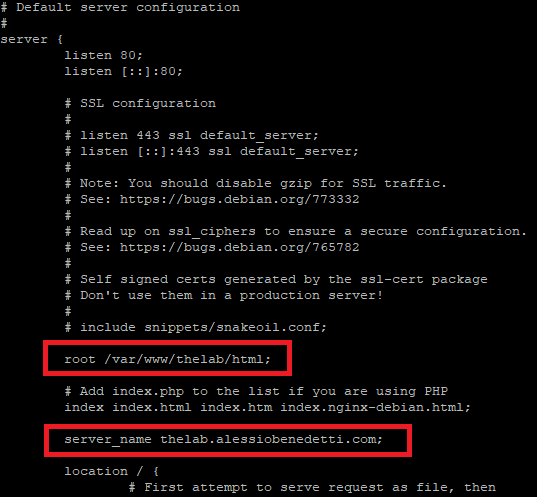 # Default server configuration
#
server {
listen 80;
listen [::]:80;
# SSL configuration
#
# listen 443 ssl default_server;
# listen [::]:443 ssl default_server;
#
# Note: You should disable gzip for SSL traffic.
# See: https://bugs.debian.org/773332
#
# Read up on ssl_ciphers to ensure a secure configuration.
# See: https://bugs.debian.org/765782
#
# Self signed certs generated by the ssl-cert package
# Don't use them in a production server!
#
# include snippets/snakeoil.conf;
root /var/www/thelab/html;
# Add index.php to the list if you are using PHP
index index.html index.htm index.nginx-debian.html;
server_name thelab.alessiobenedetti.com;
location / {
# First attempt to serve request as file, then